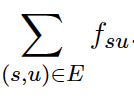 ∑ f_{su}.
(s,u)∈E